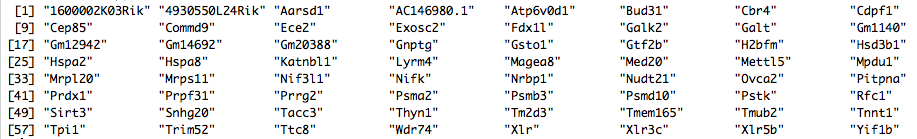 [1] "1600002K03Rik" "4930550L24Rik" "Aarsd1" "AC146980.1" "Atp6v0d1" "Bud31" "Cbr4" "Cdpf1"
[9] "Cep85" "Commd9" "Ece2" "Exosc2" "Fdx1l" "Galk2" "Galt" "Gm1140"
[17] "Gm12942" "Gm14692" "Gm20388" "Gnptg" "Gsto1" "Gtf2b" "H2bfm" "Hsd3b1"
[25] "Hspa2" "Hspa8" "Katnbl1" "Lyrm4" "Magea8" "Med20" "Mettl5" "Mpdu1"
[33] "Mrpl20" "Mrps11" "Nif3l1" "Nifk" "Nrbp1" "Nudt21" "Ovca2" "Pitpna"
[41] "Prdx1" "Prpf31" "Prrg2" "Psma2" "Psmb3" "Psmd10" "Pstk" "Rfc1"
[49] "Sirt3" "Snhg20" "Tacc3" "Thyn1" "Tm2d3" "Tmem165" "Tmub2" "Tnnt1"
[57] "Tpi1" "Trim52" "Ttc8" "Wdr74" "Xlr" "Xlr3c" "Xlr5b" "Yif1b"